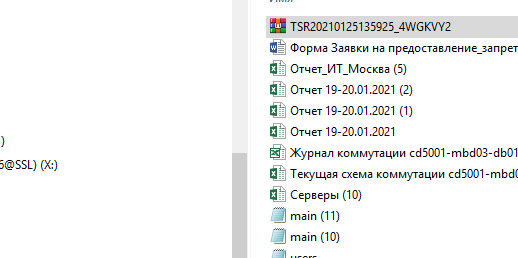 TSR20210125135925_4WGKVY2
Форма Заявки на предоставление_запрет
Отчет_ИТ_Москва (5)
Отчет 19-20.01.2021 (2)
Отчет 19-20.01.2021 (1)
)
Отчет 19-20.01.2021
Журнал коммутации cd5001-mbd03-db01
6@SSL) (X:)
Текущая схема коммутации cd5001-mbd0
Серверы (10)
main (11)
main (10)
users